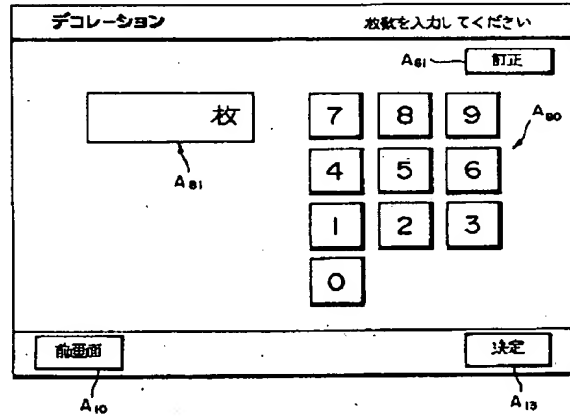 デコレーション 枚数を入力してください
A61 訂正
枚 7 8 9 A80
A81 4 5 6
1 2 3
0
前画面 決定
A10 A13